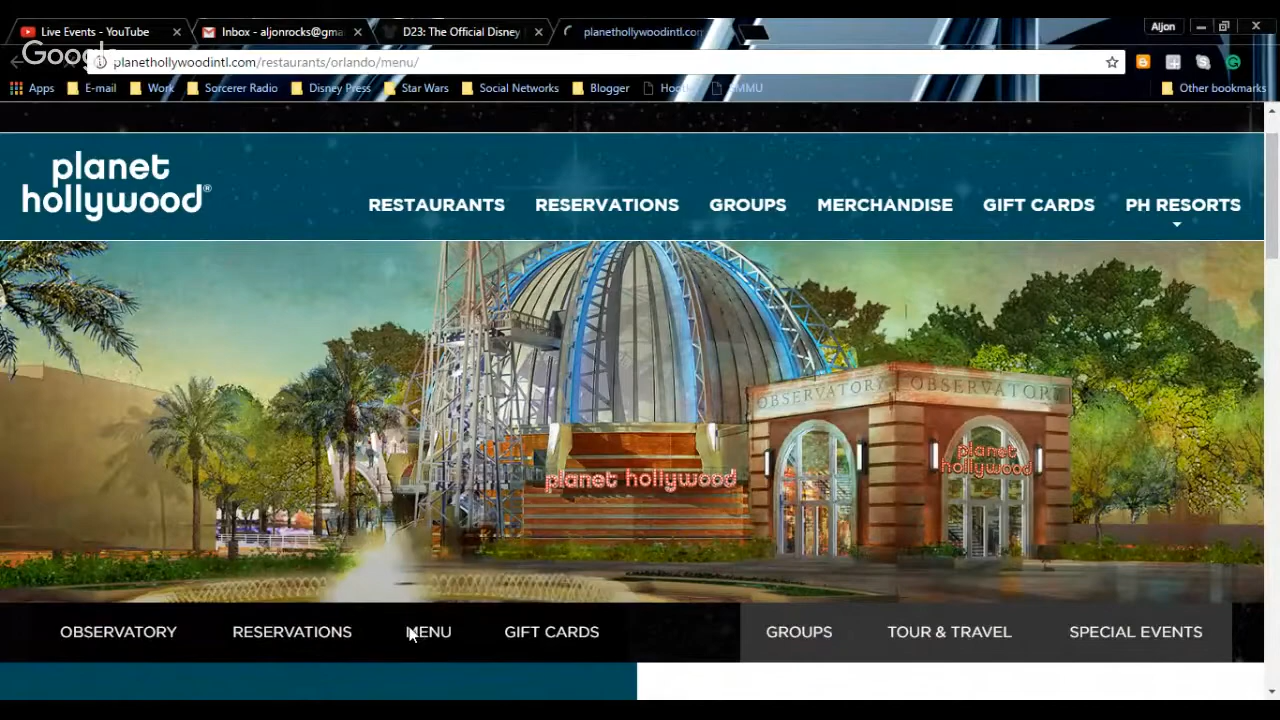 Live Events - YouTube
Inbox - aljonrocks@gma
D23: The Official Disney
planethollywoodintl.com
Aljon
Google
planethollywoodintl.com/restaurants/orlando/menu/
Apps
E-mail
Work
Sorcerer Radio
Disney Press
Star Wars
Social Networks
Blogger
SMMU
Other bookmarks
planet
hollywood®
RESTAURANTS
RESERVATIONS
GROUPS
MERCHANDISE
GIFT CARDS
PH RESORTS
OBSERVATORY
OBSERVATORY
planet hollywood
planet
hollywood
OBSERVATORY
RESERVATIONS
MENU
GIFT CARDS
GROUPS
TOUR & TRAVEL
SPECIAL EVENTS